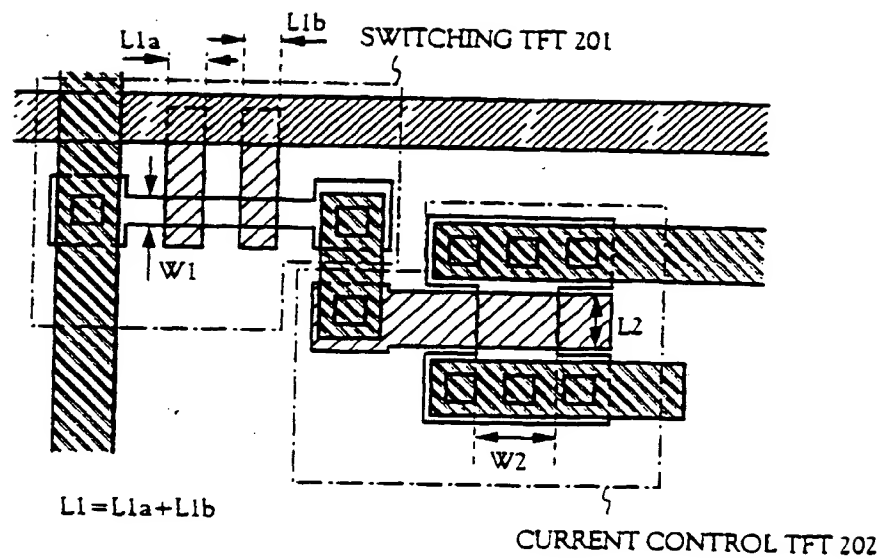 L1a
L1b
SWITCHING TFT 201
W1
L2
W2
L1=L1a+L1b
CURRENT CONTROL TFT 202